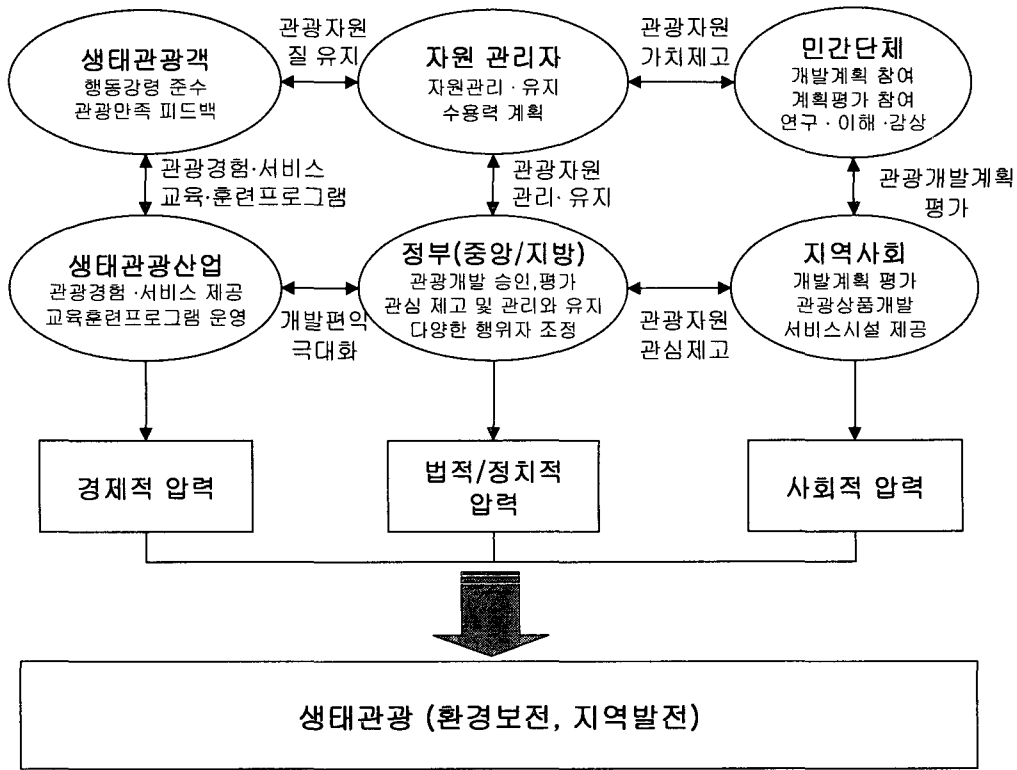 생태관광객
행동강령 준수
관광만족 피드백
관광자원
질 유지
자원 관리자
자원관리 · 유지
수용력 계획
관광자원
가치제고
민간단체
개발계획 참여
계획평가 참여
연구 · 이해 ·감상
관광경험·서비스
교육·훈련프로그램
관광자원
관리· 유지
관광개발계획
평가
생태관광산업
관광경험 ·서비스 제공
교육훈련프로그램 운영
개발편익
극대화
정부(중앙/지방)
관광개발 승인,평가
관심 제고 및 관리와 유지
다양한 행위자 조정
관광자원
관심제고
지역사회
개발계획 평가
관광상품개발
서비스시설 제공
경제적 압력
법적/정치적
압력
사회적 압력
생태관광 (환경보전, 지역발전)